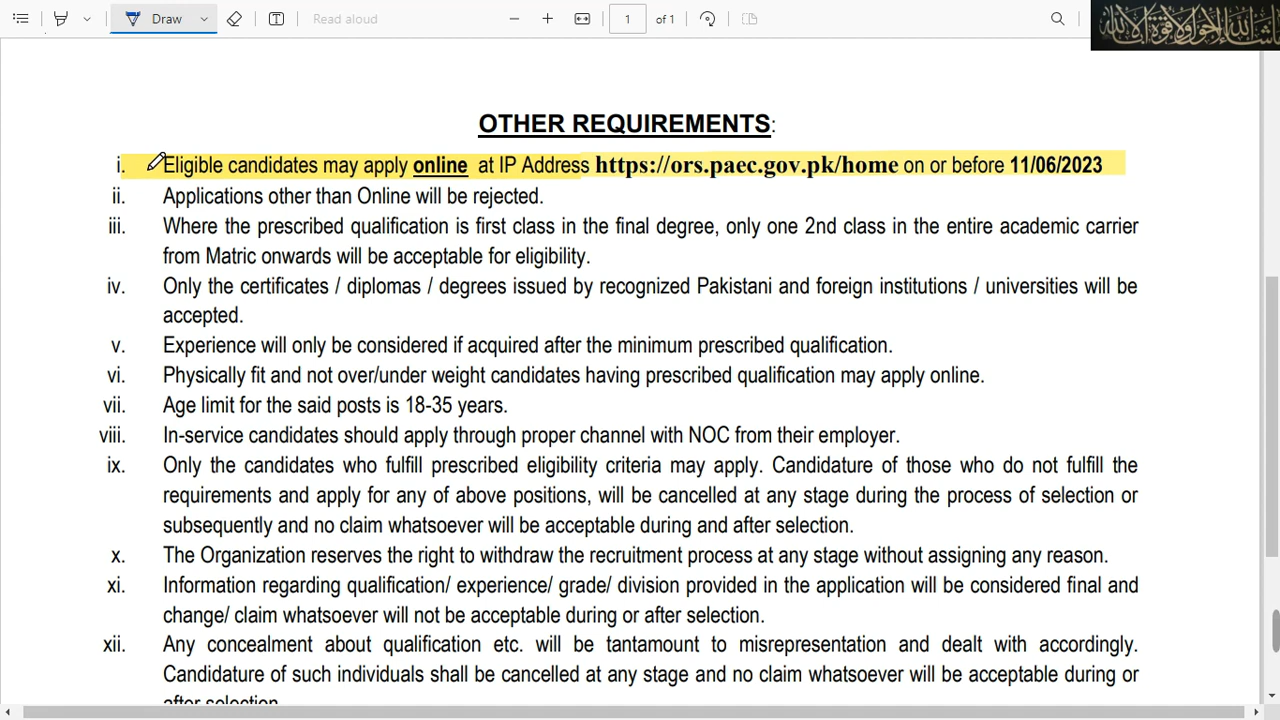 Draw
Read aloud
1
of 1
OTHER REQUIREMENTS:
i. Eligible candidates may apply online at IP Address https://ors.paec.gov.pk/home on or before 11/06/2023
ii. Applications other than Online will be rejected.
iii. Where the prescribed qualification is first class in the final degree, only one 2nd class in the entire academic carrier
from Matric onwards will be acceptable for eligibility.
iv. Only the certificates / diplomas / degrees issued by recognized Pakistani and foreign institutions / universities will be
accepted.
v. Experience will only be considered if acquired after the minimum prescribed qualification.
vi. Physically fit and not over/under weight candidates having prescribed qualification may apply online.
vii. Age limit for the said posts is 18-35 years.
viii. In-service candidates should apply through proper channel with NOC from their employer.
ix. Only the candidates who fulfill prescribed eligibility criteria may apply. Candidature of those who do not fulfill the
requirements and apply for any of above positions, will be cancelled at any stage during the process of selection or
subsequently and no claim whatsoever will be acceptable during and after selection.
x. The Organization reserves the right to withdraw the recruitment process at any stage without assigning any reason.
xi. Information regarding qualification/ experience/ grade/ division provided in the application will be considered final and
change/ claim whatsoever will not be acceptable during or after selection.
xii. Any concealment about qualification etc. will be tantamount to misrepresentation and dealt with accordingly.
Candidature of such individuals shall be cancelled at any stage and no claim whatsoever will be acceptable during or
after selection